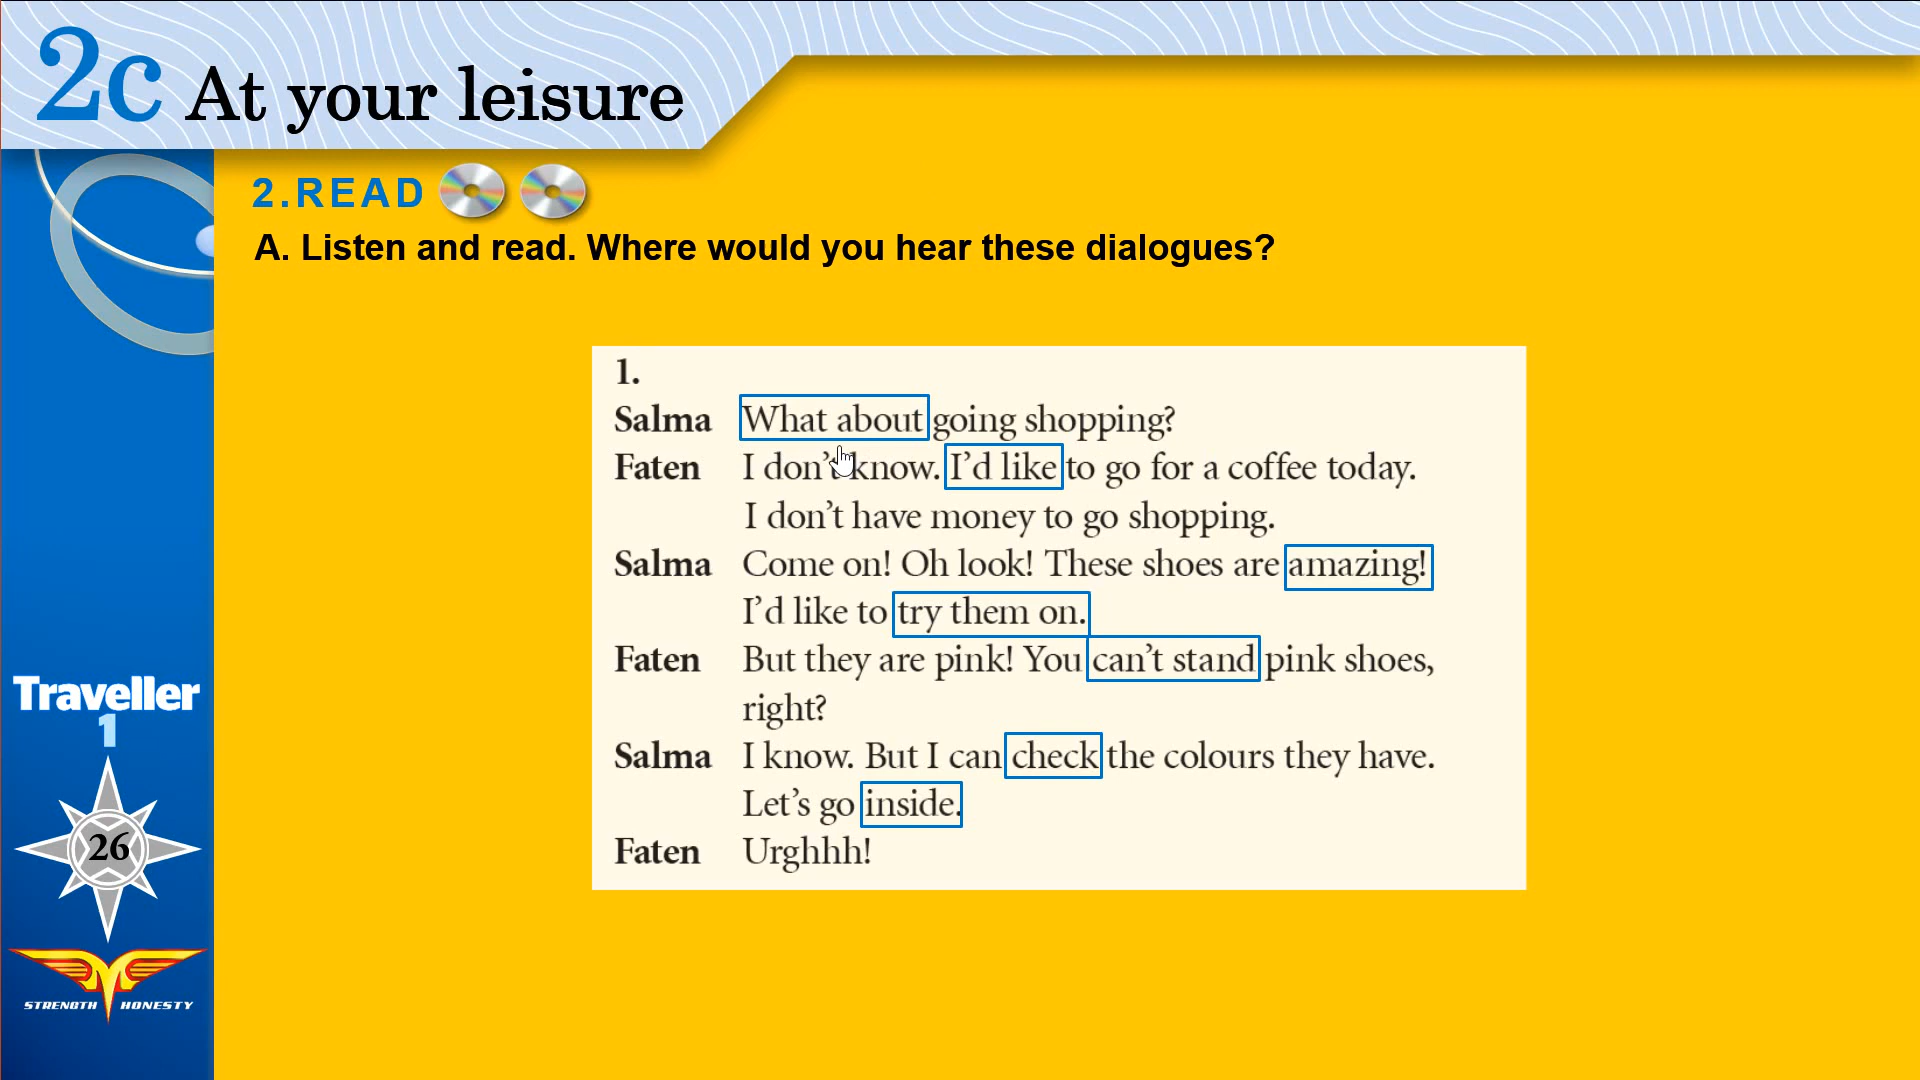 2c At your leisure
2.READ
A. Listen and read. Where would you hear these dialogues?
1.
Salma What about going shopping?
Faten I don't know. I'd like to go for a coffee today.
I don't have money to go shopping.
Salma Come on! Oh look! These shoes are amazing!
I'd like to try them on.
Faten But they are pink! You can't stand pink shoes,
right?
Salma I know. But I can check the colours they have.
Let's go inside.
Faten Urghhh!
Traveller
1
26
STRENGTH HONESTY